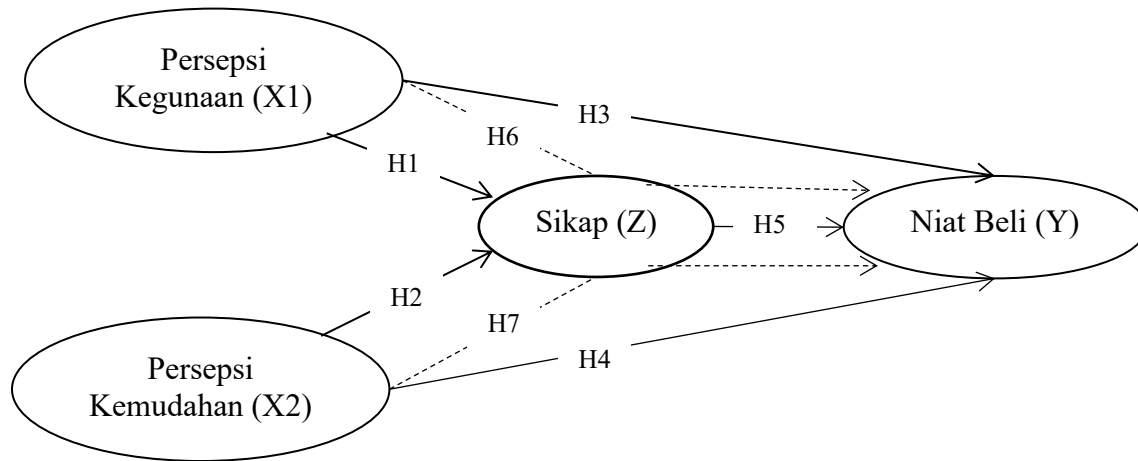 Persepsi
Kegunaan (X1)
H3
H6
H1
Sikap (Z)
H5
Niat Beli (Y)
H2
H7
H4
Persepsi
Kemudahan (X2)